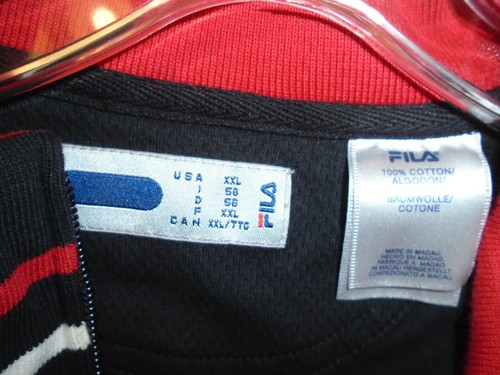 USA XXL
I 58
D 58
F XXL
CAN XXL/TTG
FILA
FILA
100% COTTON/
ALGODON/
BAUMWOLLE/
COTONE
MADE IN MACAU
HECHO EN MACAO
FABRIQUE A MACAO
IN MACAU HERGESTELLT
CONFEZIONATO A MACAU